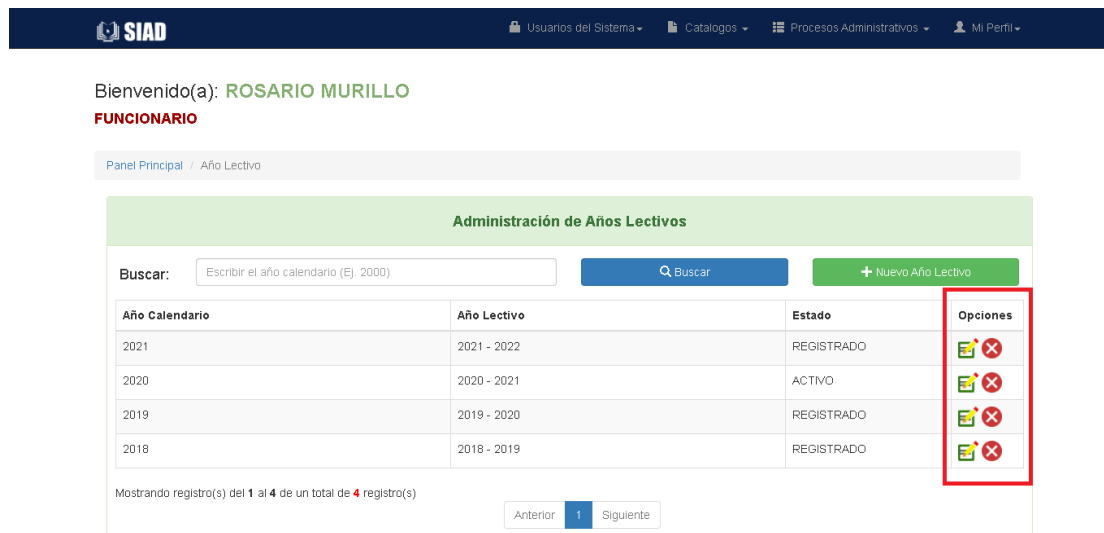 SIAD Usuarios del Sistema Catalogos Procesos Administrativos Mi Perfil
Bienvenido(a): ROSARIO MURILLO
FUNCIONARIO
Panel Principal / Año Lectivo
Administración de Años Lectivos
Buscar: Escribir el año calendario (Ej. 2000) Buscar Nuevo Año Lectivo
Año Calendario Año Lectivo Estado Opciones
2021 2021 - 2022 REGISTRADO
2020 2020 - 2021 ACTIVO
2019 2019 - 2020 REGISTRADO
2018 2018 - 2019 REGISTRADO
Mostrando registro(s) del 1 al 4 de un total de 4 registro(s)
Anterior 1 Siguiente